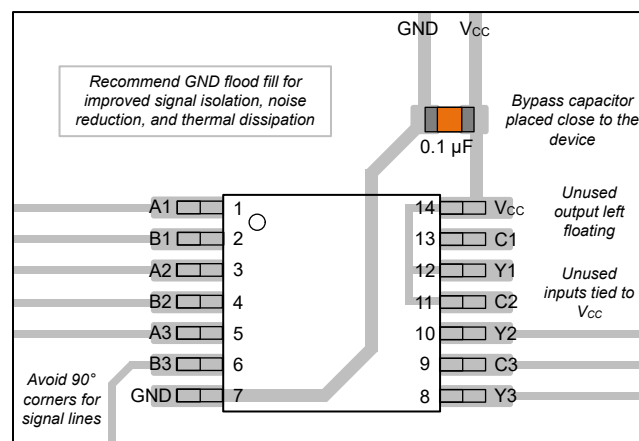 GND VCC
Recommend GND flood fill for
improved signal isolation, noise
reduction, and thermal dissipation
Bypass capacitor
placed close to the
device
0.1 µF
A1 1 14 VCC
B1 2 13 C1
A2 3 12 Y1
B2 4 11 C2
A3 5 10 Y2
B3 6 9 C3
GND 7 8 Y3
Unused
output left
floating
Unused
inputs tied to
VCC
Avoid 90°
corners for
signal lines